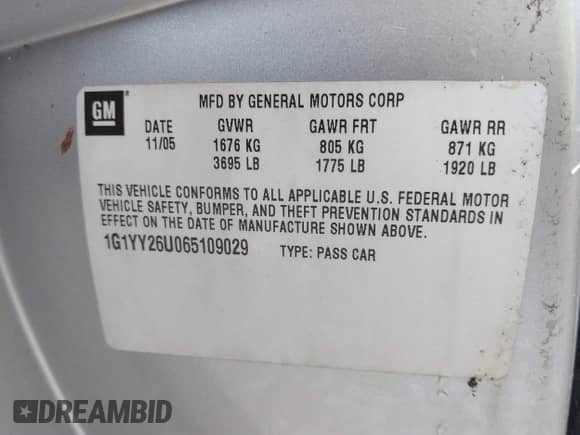 GM ®
MFD BY GENERAL MOTORS CORP
DATE GVWR GAWR FRT GAWR RR
11/05 1676 KG 805 KG 871 KG
3695 LB 1775 LB 1920 LB
THIS VEHICLE CONFORMS TO ALL APPLICABLE U.S. FEDERAL MOTOR
VEHICLE SAFETY, BUMPER, AND THEFT PREVENTION STANDARDS IN
EFFECT ON THE DATE OF MANUFACTURE SHOWN ABOVE.
1G1YY26U065109029 TYPE: PASS CAR
DREAMBID